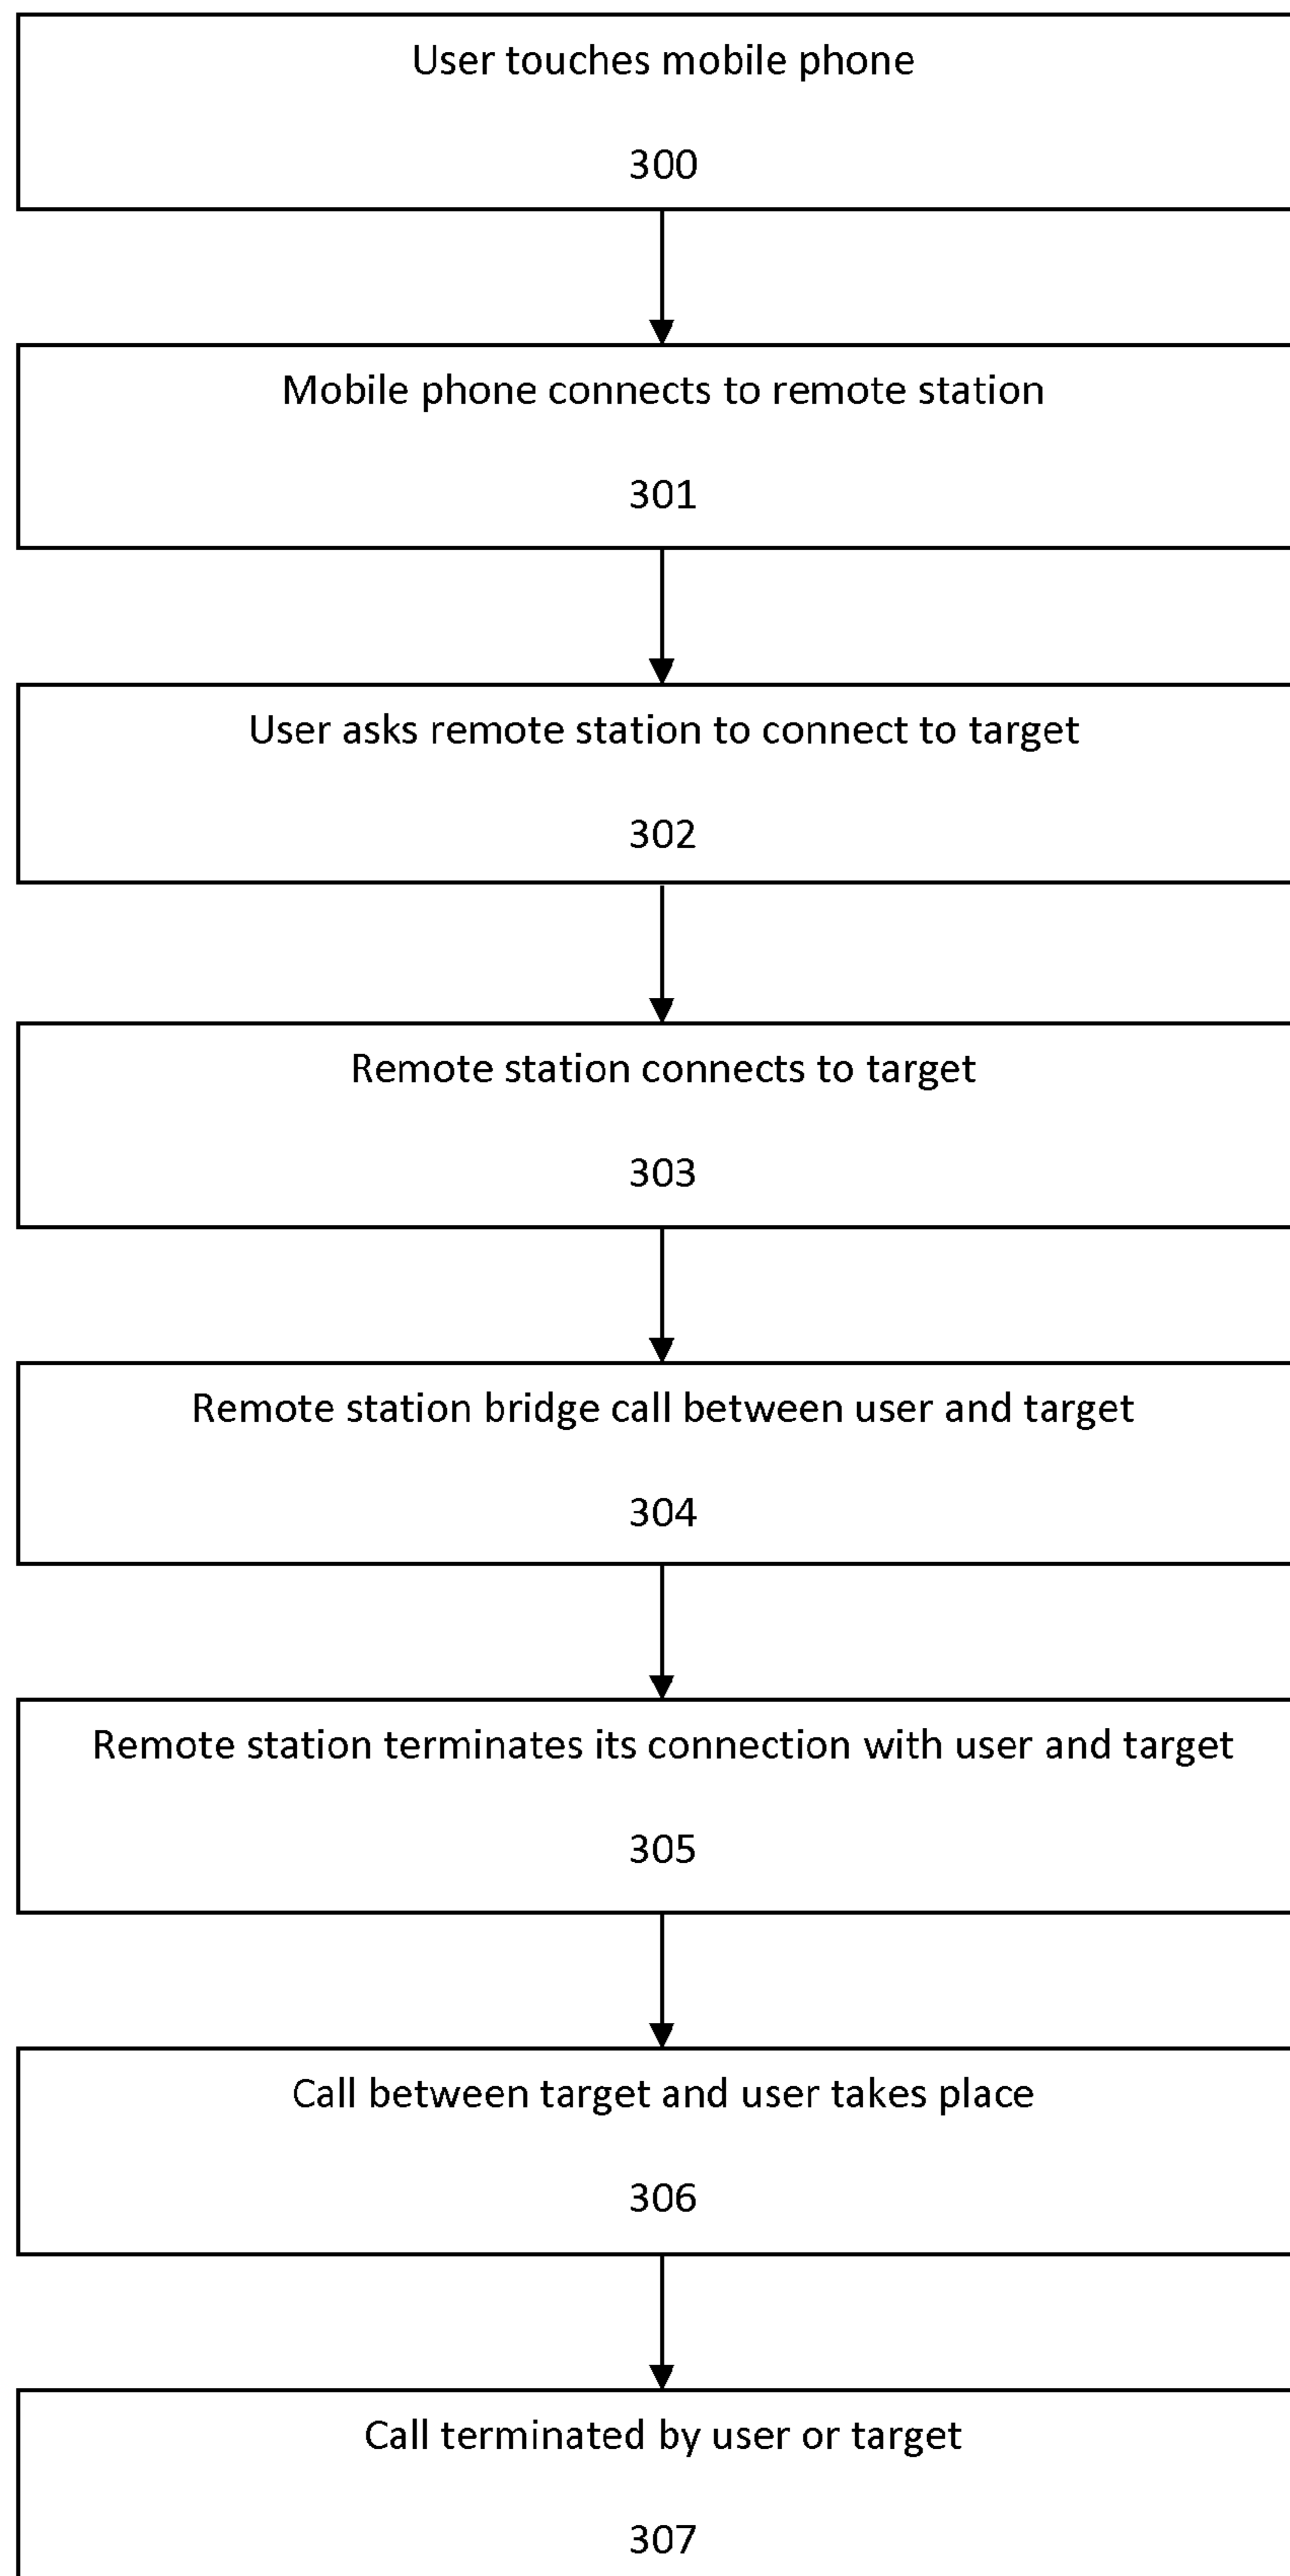 User touches mobile phone
300
Mobile phone connects to remote station
301
User asks remote station to connect to target
302
Remote station connects to target
303
Remote station bridge call between user and target
304
Remote station terminates its connection with user and target
305
Call between target and user takes place
306
Call terminated by user or target
307